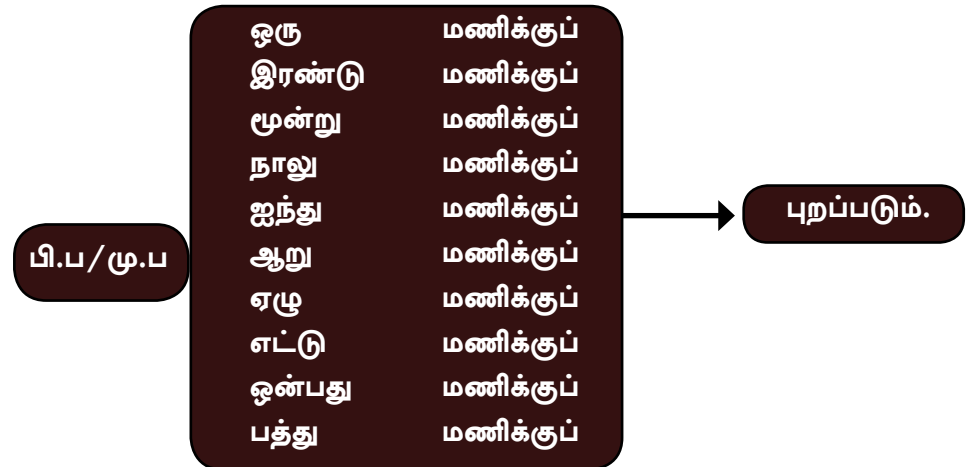 ஒரு மணிக்குப்
இரண்டு மணிக்குப்
மூன்று மணிக்குப்
நாலு மணிக்குப்
ஐந்து மணிக்குப்
புறப்படும்.
பி.ப/மு.ப
ஆறு மணிக்குப்
ஏழு மணிக்குப்
எட்டு மணிக்குப்
ஒன்பது மணிக்குப்
பத்து மணிக்குப்